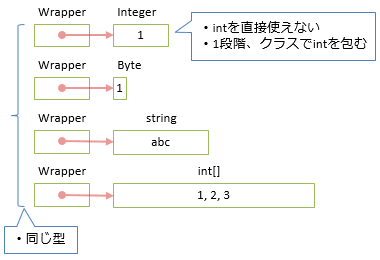 Wrapper Integer
1
・intを直接使えない
・1段階、クラスでintを包む
Wrapper Byte
1
Wrapper string
abc
Wrapper int[]
1, 2, 3
・同じ型